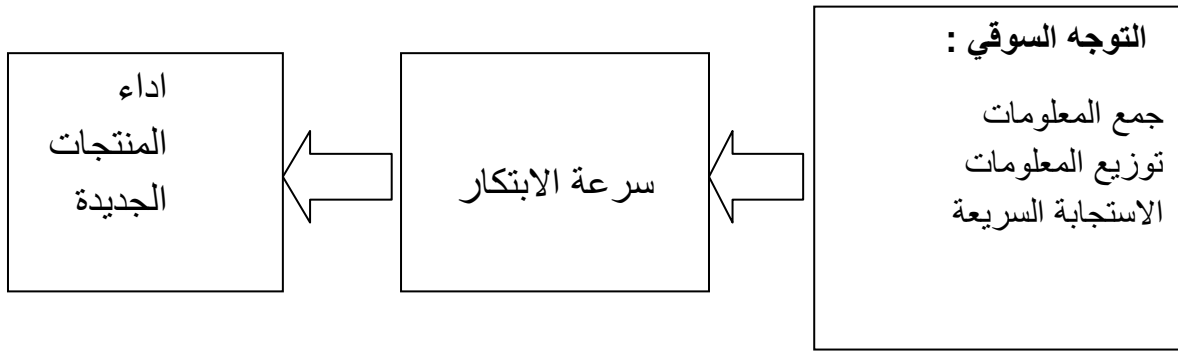 التوجه السوقي :
جمع المعلومات
توزيع المعلومات
الاستجابة السريعة
سرعة الابتكار
اداء
المنتجات
الجديدة